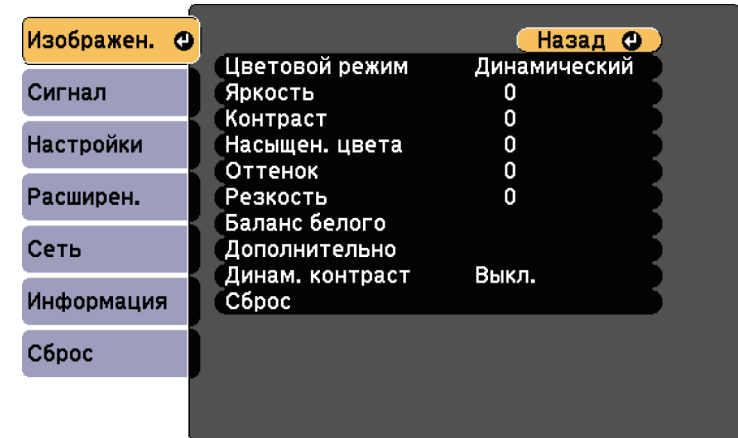 Изображен.
Сигнал
Настройки
Расширен.
Сеть
Информация
Сброс
Назад
Цветовой режим Динамический
Яркость 0
Контраст 0
Насыщен. цвета 0
Оттенок 0
Резкость 0
Баланс белого
Дополнительно
Динам. контраст Выкл.
Сброс